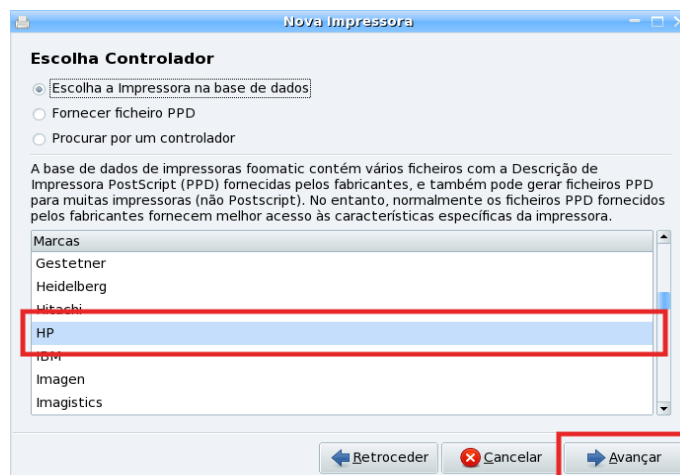 Nova Impressora
Escolha Controlador
Escolha a Impressora na base de dados
Fornecer ficheiro PPD
Procurar por um controlador
A base de dados de impressoras foomatic contém vários ficheiros com a Descrição de
Impressora PostScript (PPD) fornecidas pelos fabricantes, e também pode gerar ficheiros PPD
para muitas impressoras (não Postscript). No entanto, normalmente os ficheiros PPD fornecidos
pelos fabricantes fornecem melhor acesso às características específicas da impressora.
Marcas
Gestetner
Heidelberg
Hitachi
HP
IBM
Imagen
Imagistics
Retroceder
Cancelar
Avançar